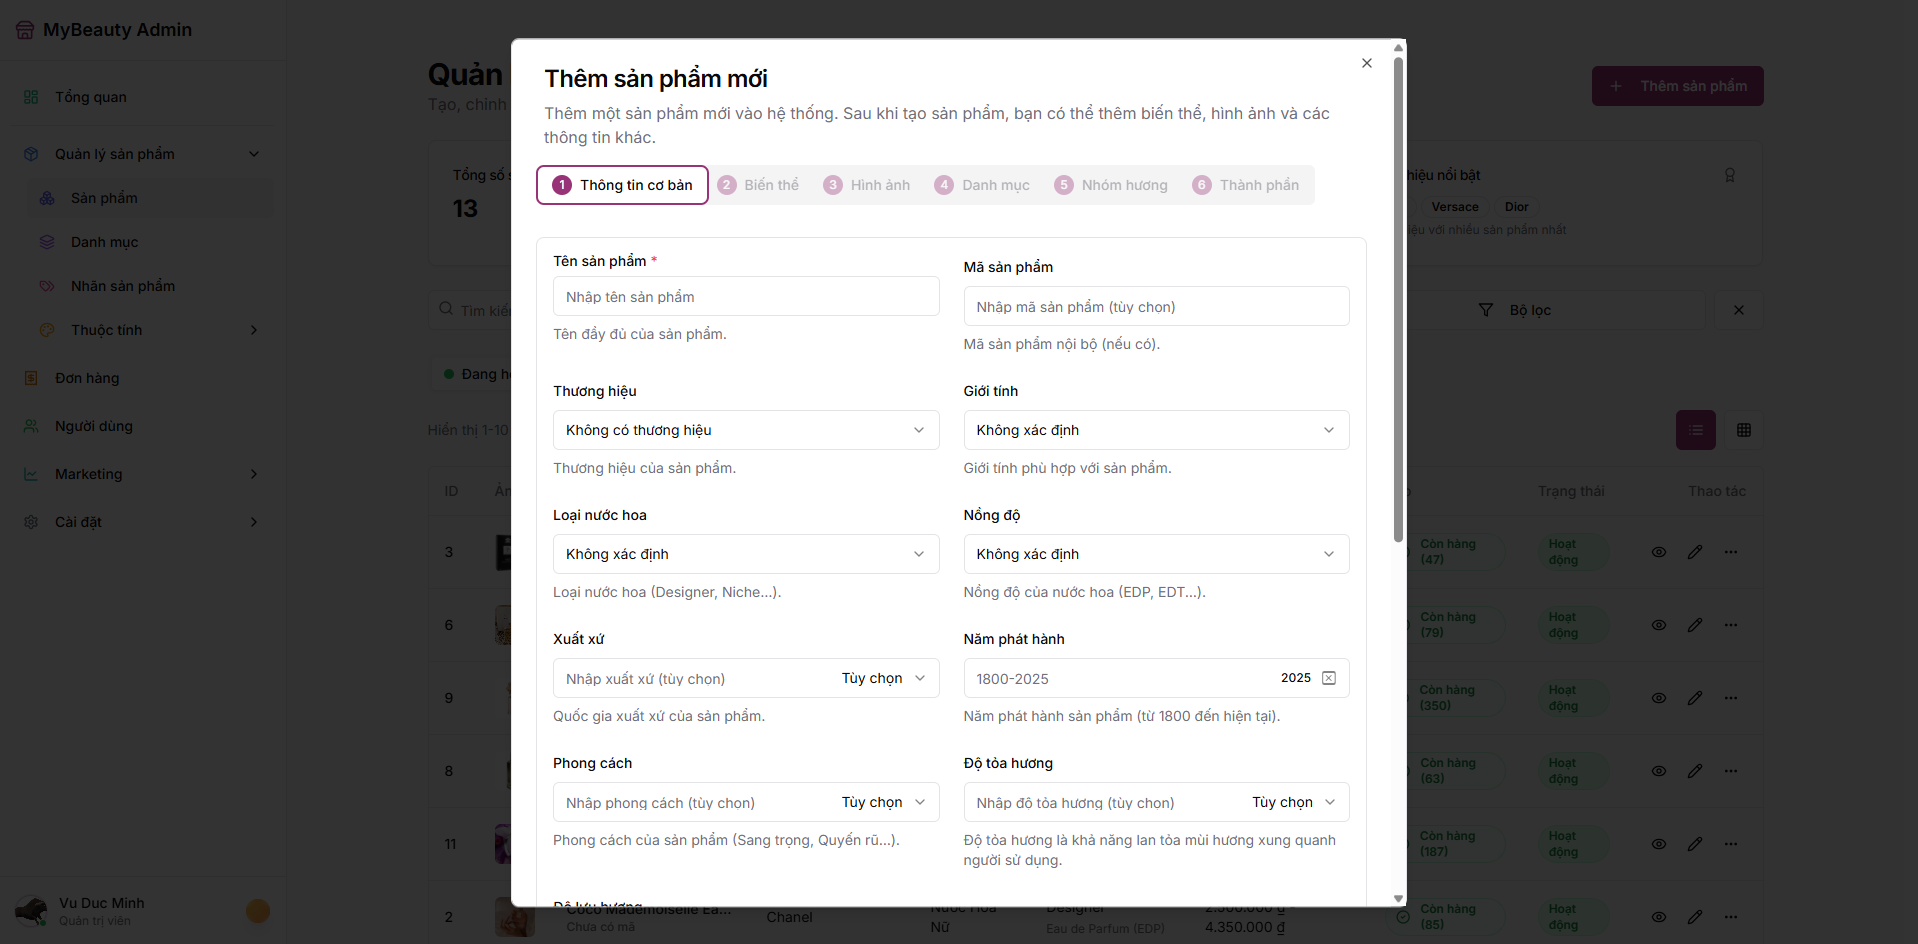 MyBeauty Admin
Tổng quan
Quản lý sản phẩm
Sản phẩm
Danh mục
Nhãn sản phẩm
Thuộc tính
Đơn hàng
Người dùng
Marketing
Cài đặt
Vu Duc Minh
Quản trị viên
Quản
Tạo, chỉnh
Thêm sản phẩm
Tổng số
13
hiệu nổi bật
Versace
Dior
iệu với nhiều sản phẩm nhất
Tìm kiế
Bộ lọc
Đang h
Hiển thị 1-10
ID
Trạng thái
Thao tác
3
Còn hàng
(47)
Hoạt
động
6
Còn hàng
(79)
Hoạt
động
9
Còn hàng
(350)
Hoạt
động
8
Còn hàng
(63)
Hoạt
động
11
Còn hàng
(187)
Hoạt
động
2
Coco Mademoiselle Ea...
Chưa có mã
Chanel
Nước Hoa
Nữ
Designer
Eau de Parfum (EDP)
2.300.000 ₫ -
4.350.000 ₫
Còn hàng
(85)
Hoạt
động
Thêm sản phẩm mới
Thêm một sản phẩm mới vào hệ thống. Sau khi tạo sản phẩm, bạn có thể thêm biến thể, hình ảnh và các
thông tin khác.
1 Thông tin cơ bản
2 Biến thể
3 Hình ảnh
4 Danh mục
5 Nhóm hương
6 Thành phần
Tên sản phẩm *
Nhập tên sản phẩm
Tên đầy đủ của sản phẩm.
Mã sản phẩm
Nhập mã sản phẩm (tùy chọn)
Mã sản phẩm nội bộ (nếu có).
Thương hiệu
Không có thương hiệu
Thương hiệu của sản phẩm.
Giới tính
Không xác định
Giới tính phù hợp với sản phẩm.
Loại nước hoa
Không xác định
Loại nước hoa (Designer, Niche...).
Nồng độ
Không xác định
Nồng độ của nước hoa (EDP, EDT...).
Xuất xứ
Nhập xuất xứ (tùy chọn)
Tùy chọn
Quốc gia xuất xứ của sản phẩm.
Năm phát hành
1800-2025
2025
Năm phát hành sản phẩm (từ 1800 đến hiện tại).
Phong cách
Nhập phong cách (tùy chọn)
Tùy chọn
Phong cách của sản phẩm (Sang trọng, Quyến rũ...).
Độ tỏa hương
Nhập độ tỏa hương (tùy chọn)
Tùy chọn
Độ tỏa hương là khả năng lan tỏa mùi hương xung quanh
người sử dụng.
Độ lưu hương